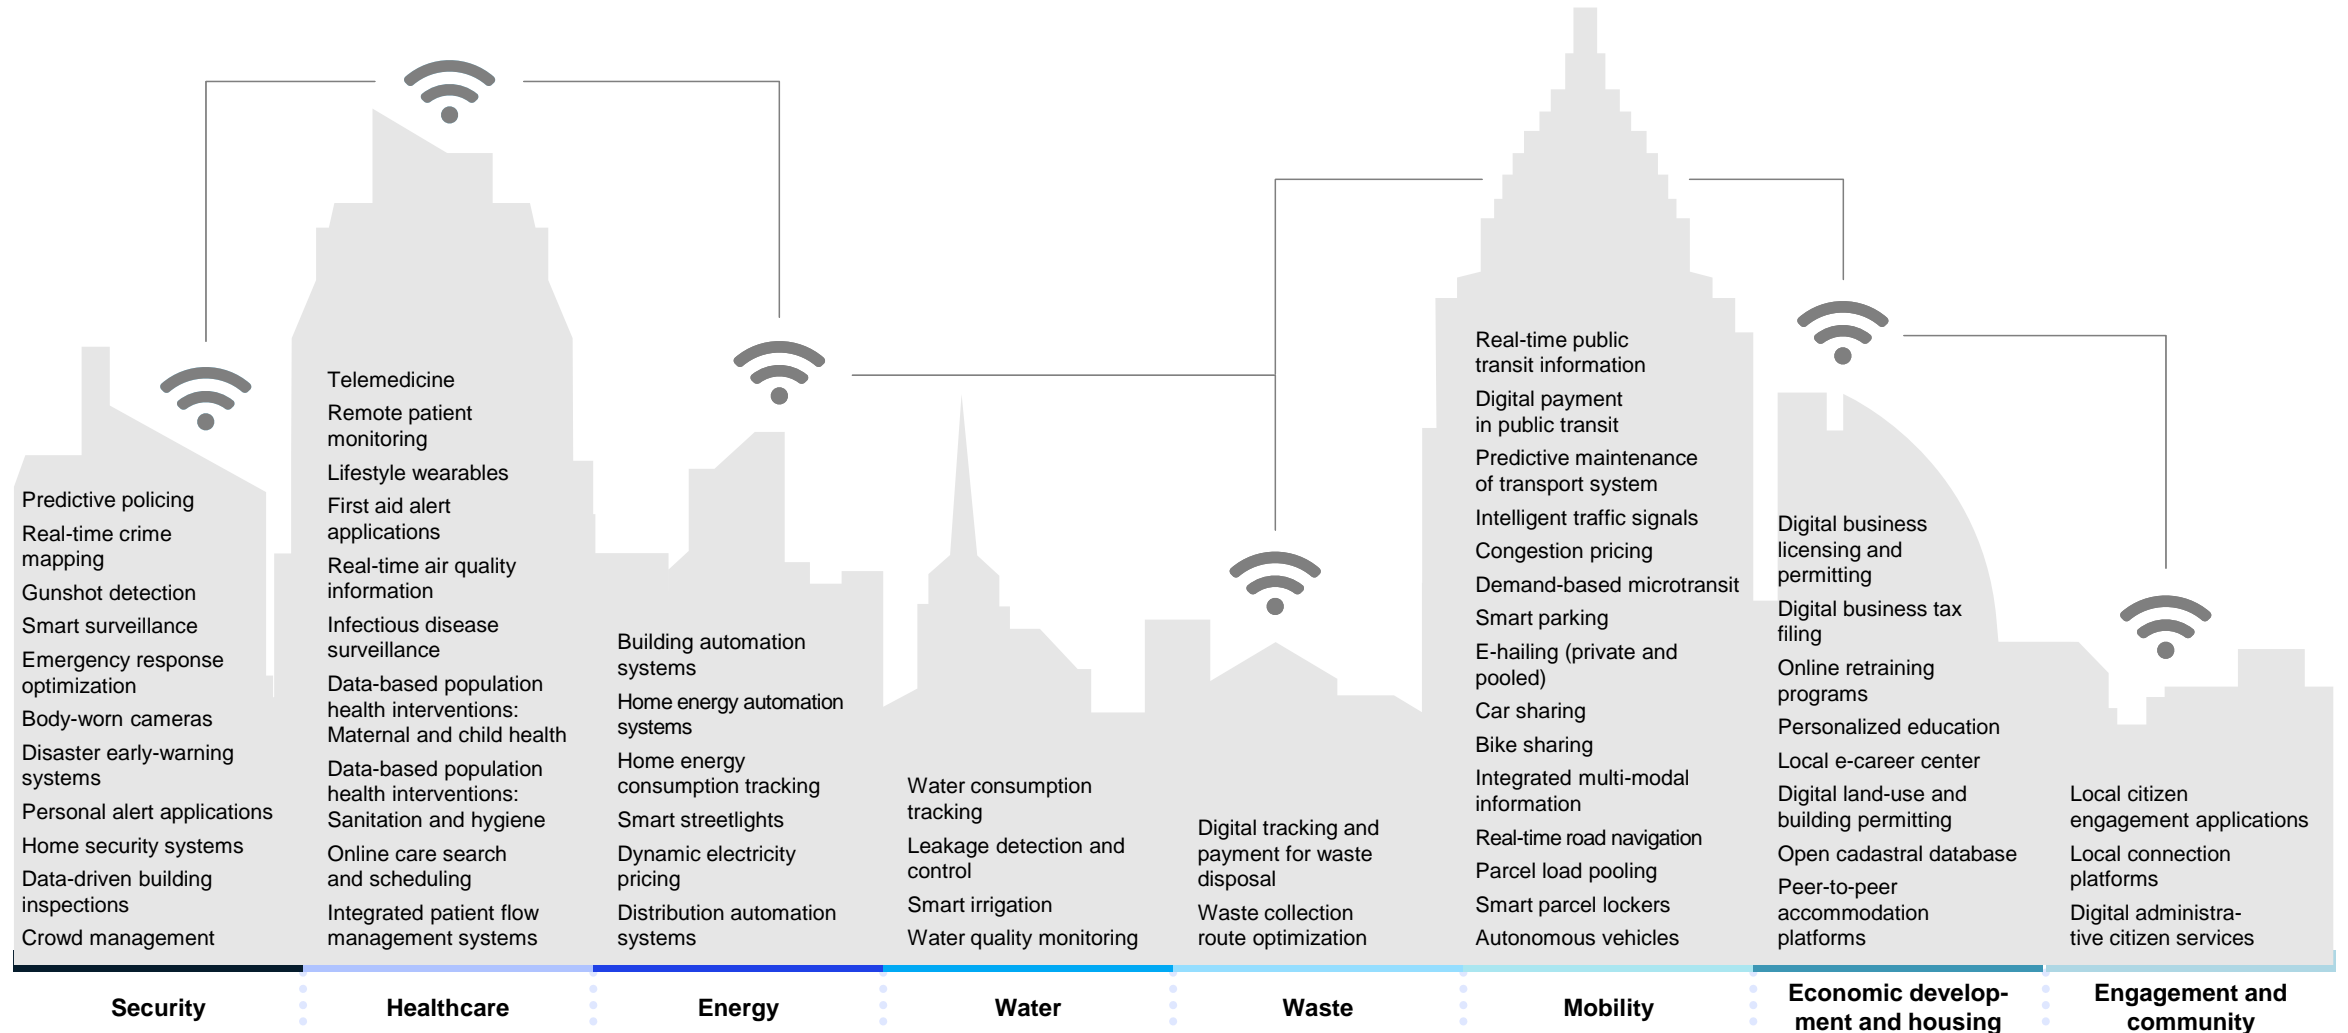 Predictive policing
Real-time crime
mapping
Gunshot detection
Smart surveillance
Emergency response
optimization
Body-worn cameras
Disaster early-warning
systems
Personal alert applications
Home security systems
Data-driven building
inspections
Crowd management
Security
Telemedicine
Remote patient
monitoring
Lifestyle wearables
First aid alert
applications
Real-time air quality
information
Infectious disease
surveillance
Data-based population
health interventions:
Maternal and child health
Data-based population
health interventions:
Sanitation and hygiene
Online care search
and scheduling
Integrated patient flow
management systems
Healthcare
Building automation
systems
Home energy automation
systems
Home energy
consumption tracking
Smart streetlights
Dynamic electricity
pricing
Distribution automation
systems
Energy
Water consumption
tracking
Leakage detection and
control
Smart irrigation
Water quality monitoring
Water
Digital tracking and
payment for waste
disposal
Waste collection
route optimization
Waste
Real-time public
transit information
Digital payment
in public transit
Predictive maintenance
of transport system
Intelligent traffic signals
Congestion pricing
Demand-based microtransit
Smart parking
E-hailing (private and
pooled)
Car sharing
Bike sharing
Integrated multi-modal
information
Real-time road navigation
Parcel load pooling
Smart parcel lockers
Autonomous vehicles
Mobility
Digital business
licensing and
permitting
Digital business tax
filing
Online retraining
programs
Personalized education
Local e-career center
Digital land-use and
building permitting
Open cadastral database
Peer-to-peer
accommodation
platforms
Economic develop-
ment and housing
Local citizen
engagement applications
Local connection
platforms
Digital administra-
tive citizen services
Engagement and
community